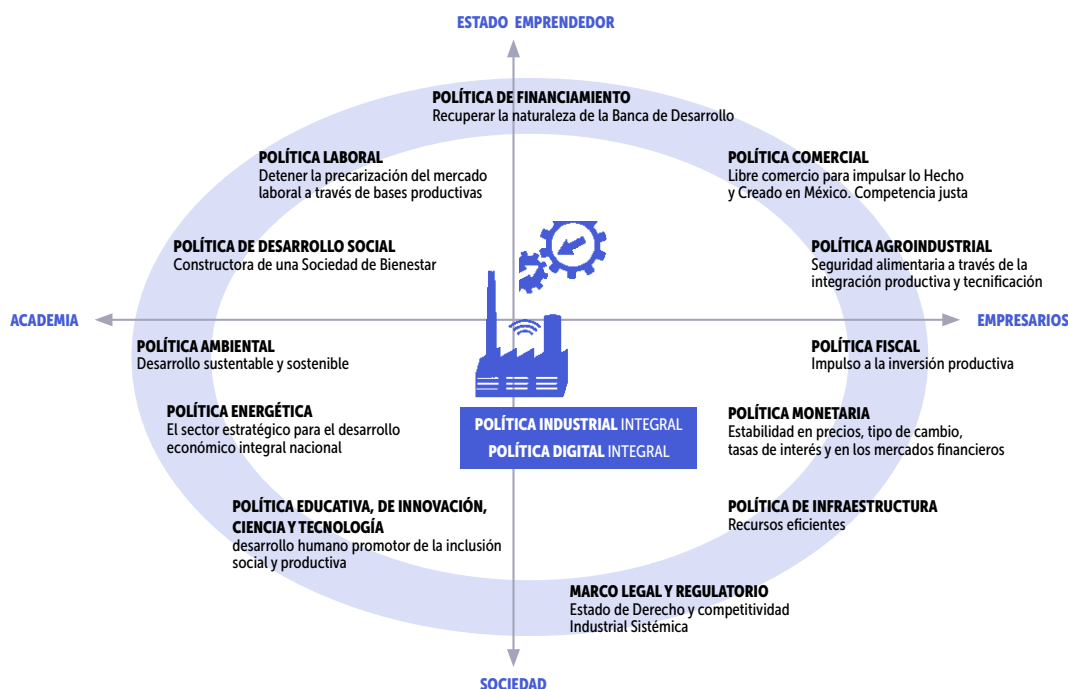 ESTADO EMPRENDEDOR
POLÍTICA DE FINANCIAMIENTO
Recuperar la naturaleza de la Banca de Desarrollo
POLÍTICA LABORAL
Detener la precarización del mercado
laboral a través de bases productivas
POLÍTICA COMERCIAL
Libre comercio para impulsar lo Hecho
y Creado en México. Competencia justa
POLÍTICA DE DESARROLLO SOCIAL
Constructora de una Sociedad de Bienestar
POLÍTICA AGROINDUSTRIAL
Seguridad alimentaria a través de la
integración productiva y tecnificación
ACADEMIA
EMPRESARIOS
POLÍTICA AMBIENTAL
Desarrollo sustentable y sostenible
POLÍTICA FISCAL
Impulso a la inversión productiva
POLÍTICA ENERGÉTICA
El sector estratégico para el desarrollo
económico integral nacional
POLÍTICA INDUSTRIAL INTEGRAL
POLÍTICA DIGITAL INTEGRAL
POLÍTICA MONETARIA
Estabilidad en precios, tipo de cambio,
tasas de interés y en los mercados financieros
POLÍTICA EDUCATIVA, DE INNOVACIÓN,
CIENCIA Y TECNOLOGÍA
desarrollo humano promotor de la inclusión
social y productiva
POLÍTICA DE INFRAESTRUCTURA
Recursos eficientes
MARCO LEGAL Y REGULATORIO
Estado de Derecho y competitividad
Industrial Sistémica
SOCIEDAD